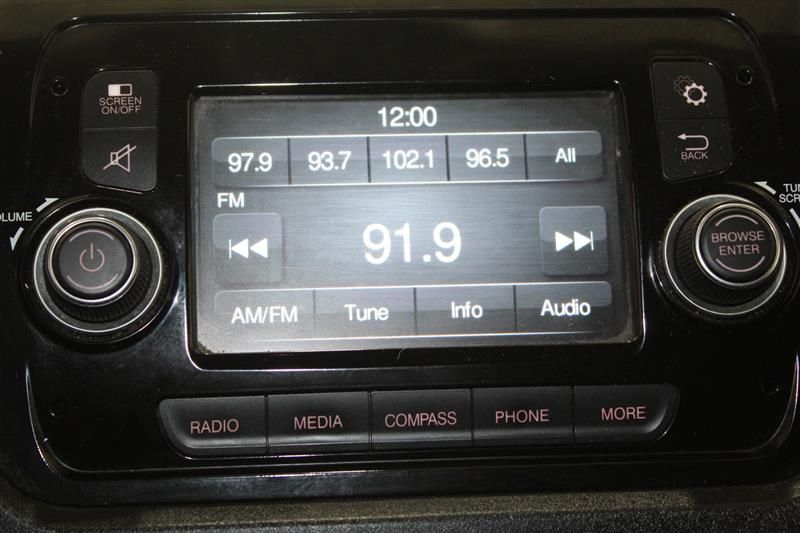 SCREEN
ON/OFF
12:00
97.9 93.7 102.1 96.5 All
FM
91.9
AM/FM Tune Info Audio
BACK
BROWSE
ENTER
RADIO MEDIA COMPASS PHONE MORE